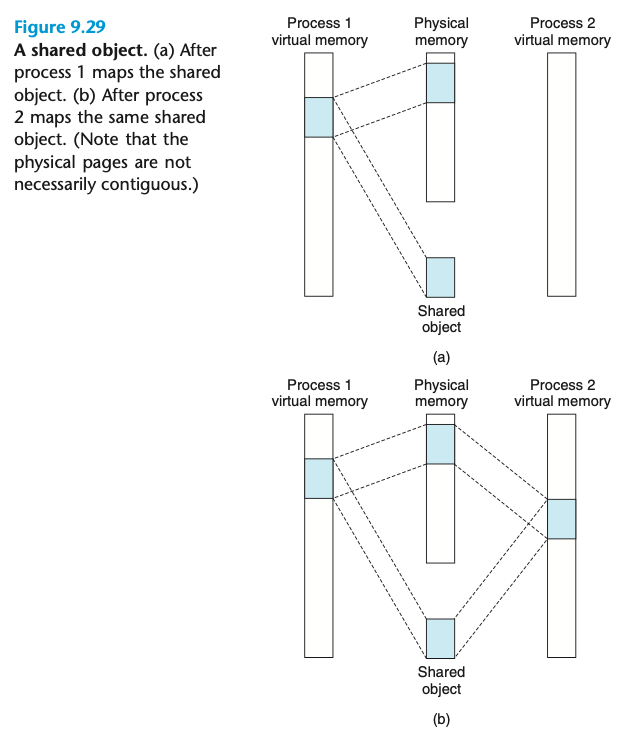 Figure 9.29
A shared object. (a) After
process 1 maps the shared
object. (b) After process
2 maps the same shared
object. (Note that the
physical pages are not
necessarily contiguous.)
Process 1
virtual memory
Physical
memory
Process 2
virtual memory
Shared
object
(a)
Process 1
virtual memory
Physical
memory
Process 2
virtual memory
Shared
object
(b)